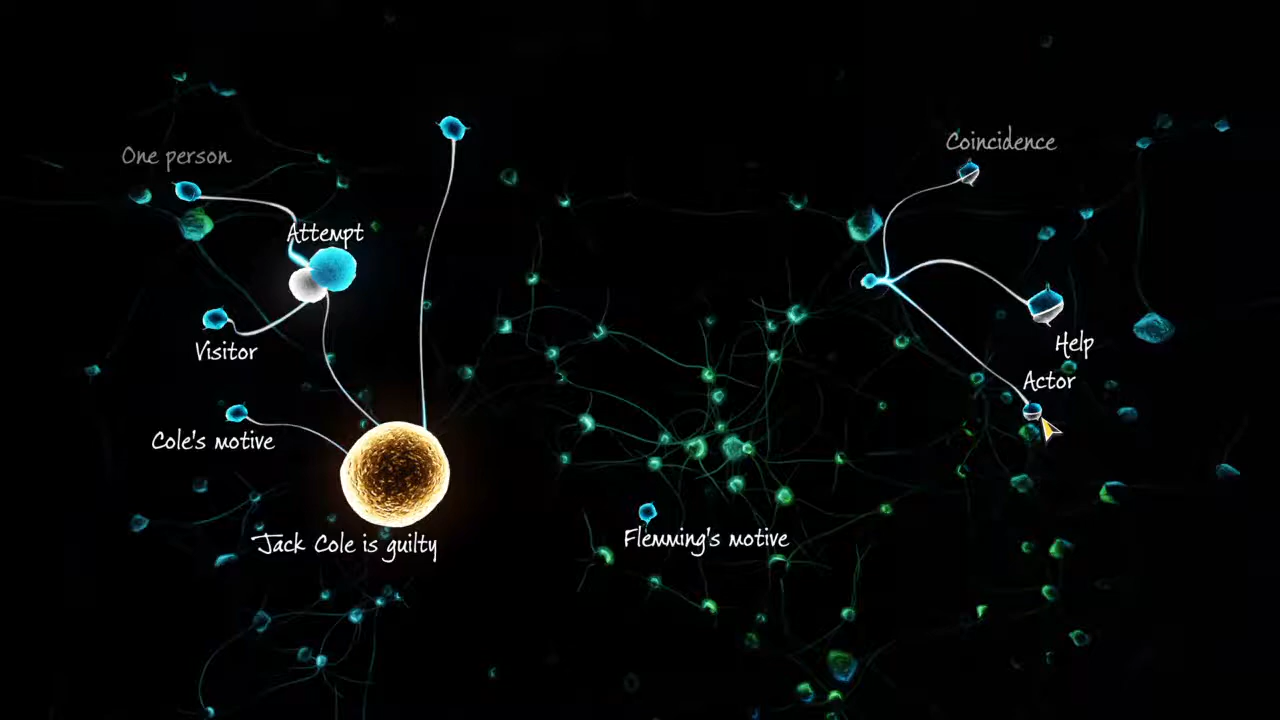 Coincidence
One person
Attempt
Help
Visitor
Actor
Cole's motive
Flemming's motive
Jack Cole is guilty